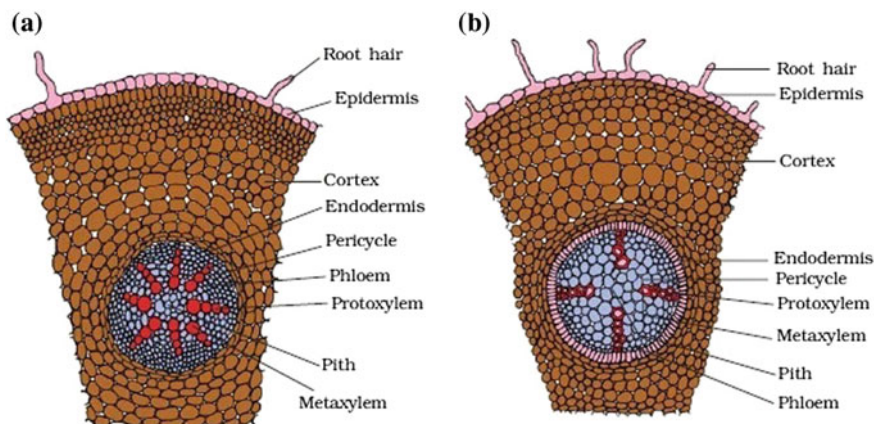 (a)
Root hair
Epidermis
Cortex
Endodermis
Pericycle
Phloem
Protoxylem
Pith
Metaxylem
(b)
Root hair
Epidermis
Cortex
Endodermis
Pericycle
Protoxylem
Metaxylem
Pith
Phloem